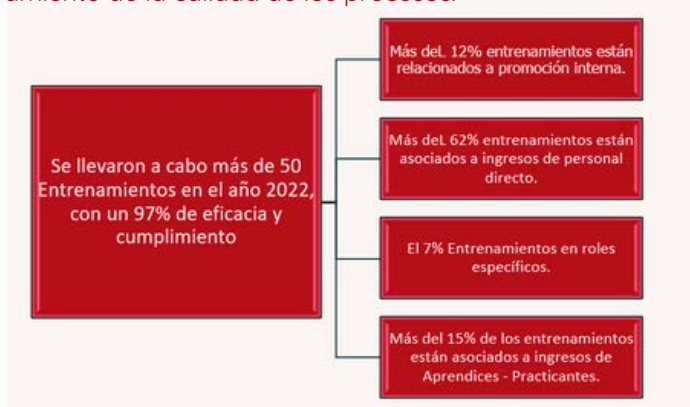 de la calidad de los procesos.
Se llevaron a cabo más de 50
Entrenamientos en el año 2022,
con un 97% de eficacia y
cumplimiento
Más deL 12% entrenamientos están
relacionados a promoción interna.
Más deL 62% entrenamientos están
asociados a ingresos de personal
directo.
El 7% Entrenamientos en roles
específicos.
Más del 15% de los entrenamientos
están asociados a ingresos de
Aprendices - Practicantes.